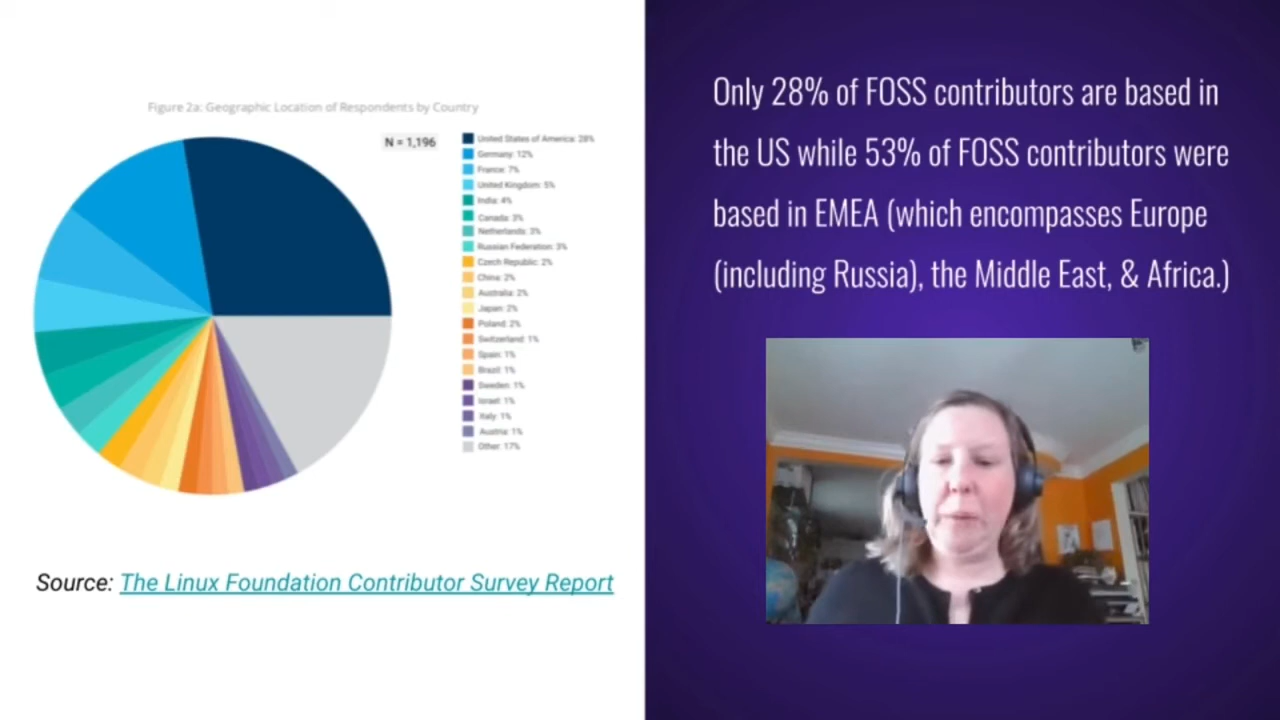 Figure 2a: Geographic Location of Respondents by Country
N = 1,196
United States of America: 28%
Germany: 12%
France: 7%
United Kingdom: 5%
India: 4%
Canada: 3%
Netherlands: 3%
Russian Federation: 3%
Czech Republic: 2%
China: 2%
Australia: 2%
Japan: 2%
Poland: 2%
Switzerland: 1%
Spain: 1%
Brazil: 1%
Sweden: 1%
Israel: 1%
Italy: 1%
Austria: 1%
Other: 17%
Source: The Linux Foundation Contributor Survey Report
Only 28% of FOSS contributors are based in
the US while 53% of FOSS contributors were
based in EMEA (which encompasses Europe
(including Russia), the Middle East, & Africa.)